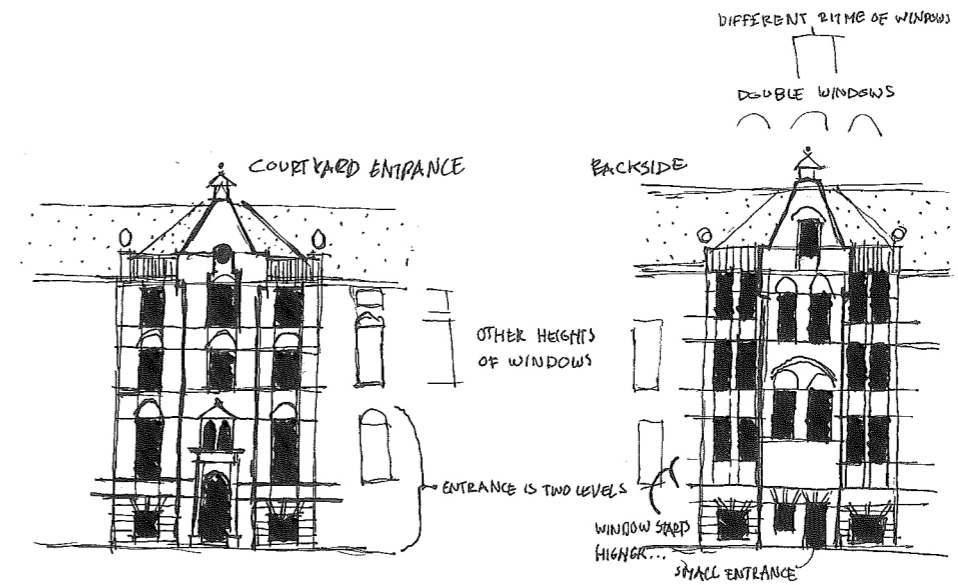 DIFFERENT RITME OF WINDOWS
DOUBLE WINDOWS
COURTYARD ENTRANCE
BACKSIDE
OTHER HEIGHTS
OF WINDOWS
ENTRANCE IS TWO LEVELS
WINDOW STARTS
HIGHER...
SMALL ENTRANCE